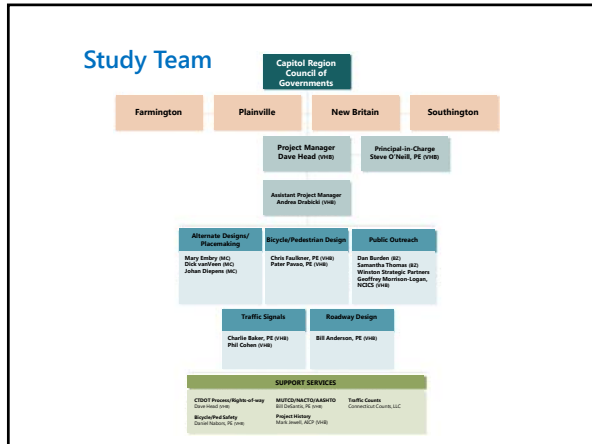 Study Team
Capitol Region
Council of
Governments
Farmington
Plainville
New Britain
Southington
Project Manager
Dave Head (VHB)
Principal-in-Charge
Steve O'Neill, PE (VHB)
Assistant Project Manager
Andrea Drabicki (VHB)
Alternate Designs/
Placemaking
Mary Embry (MC)
Dick vanVeen (MC)
Johan Diepens (MC)
Bicycle/Pedestrian Design
Chris Faulkner, PE (VHB)
Pater Pavao, PE (VHB)
Public Outreach
Dan Burden (BZ)
Samantha Thomas (BZ)
Winston Strategic Partners
Geoffrey Morrison-Logan,
NCICS (VHB)
Traffic Signals
Charlie Baker, PE (VHB)
Phil Cohen (VHB)
Roadway Design
Bill Anderson, PE (VHB)
SUPPORT SERVICES
CTDOT Process/Rights-of-way
Dave Head (VHB)
Bicycle/Ped Safety
Daniel Nabors, PE (VHB)
MUTCD/NACTO/AASHTO
Bill DeSantis, PE (VHB)
Project History
Mark Jewell, AICP (VHB)
Traffic Counts
Connecticut Counts, LLC